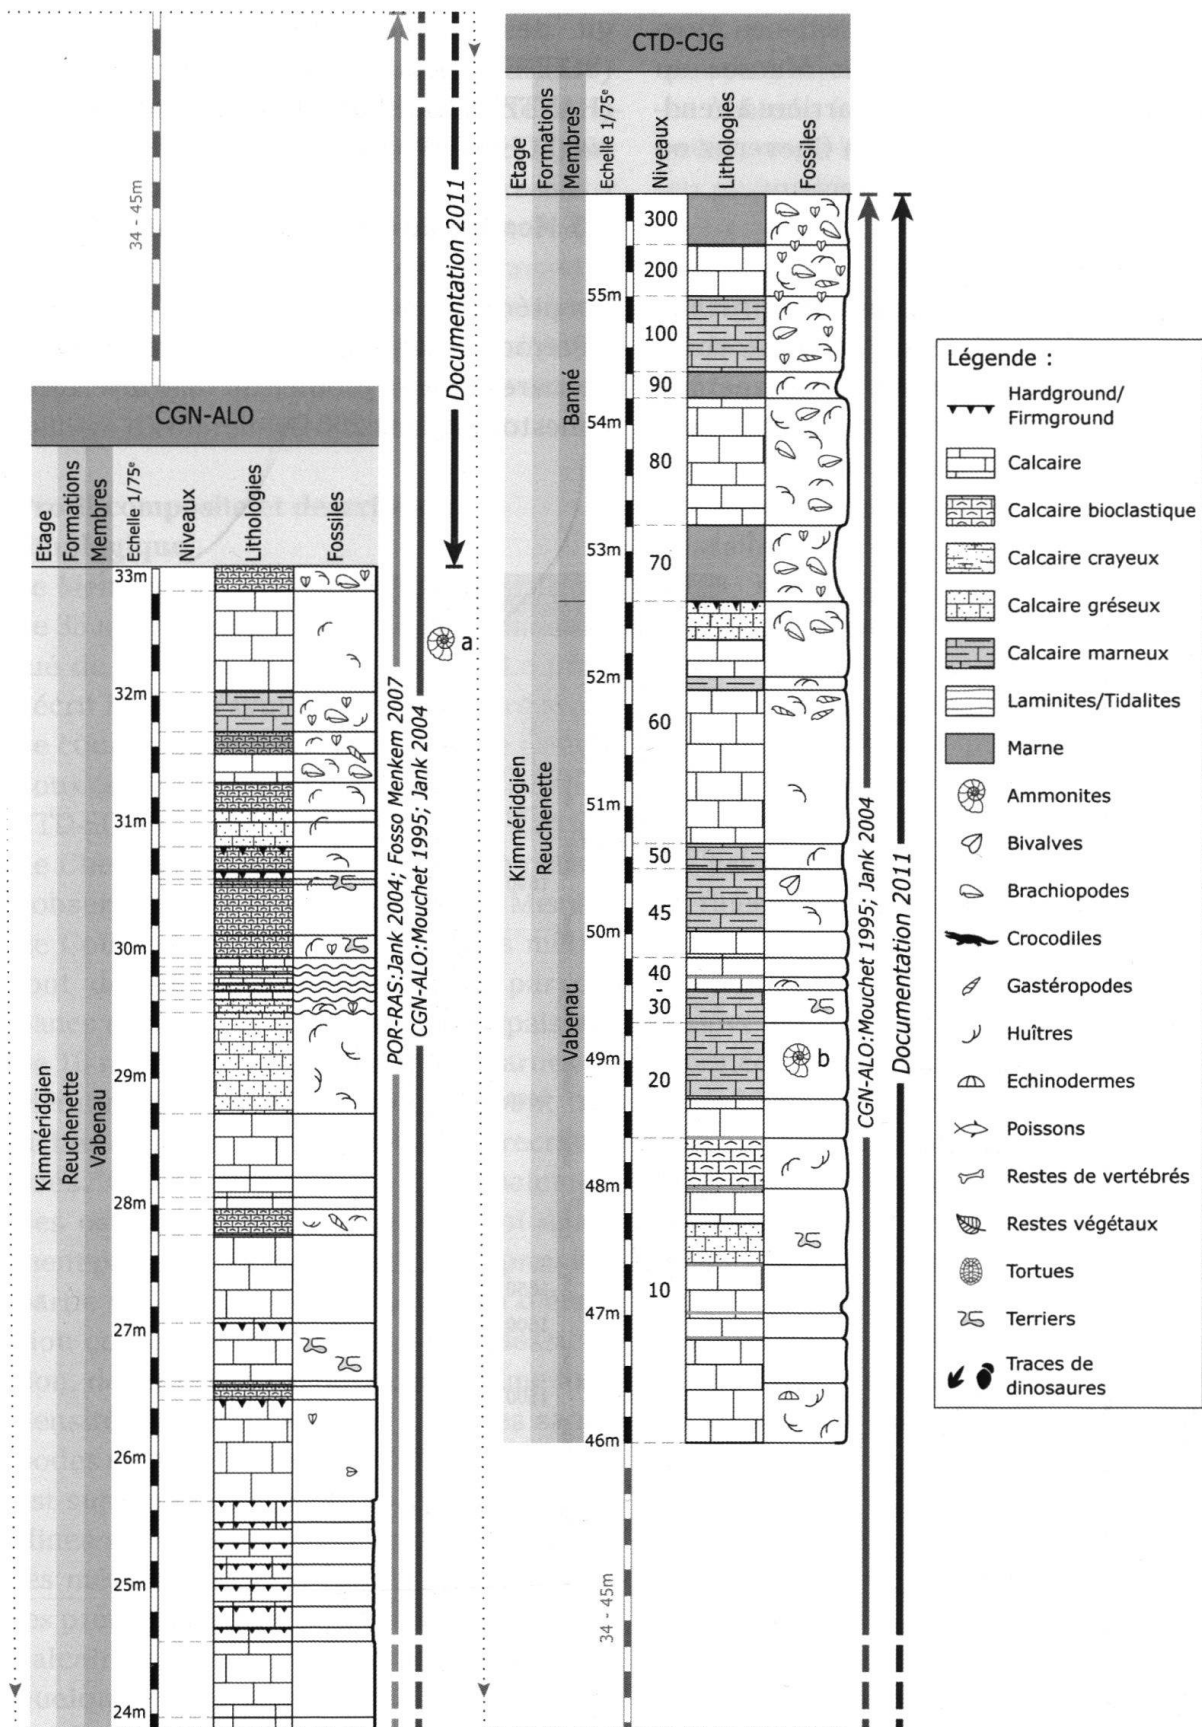 CGN-ALO
Etage
Formations
Membres
Echelle 1/75e
Niveaux
Lithologies
Fossiles
34 - 45m
33m
32m
31m
30m
29m
28m
27m
26m
25m
24m
Kimméridgien
Reuchenette
Vabenau
POR-RAS:Jank 2004; Fosso Menkem 2007
CGN-ALO:Mouchet 1995; Jank 2004
Documentation 2011
a
CTD-CJG
Etage
Formations
Membres
Echelle 1/75e
Niveaux
Lithologies
Fossiles
300
200
55m
100
90
54m
80
53m
70
52m
60
51m
50
45
50m
40
-
30
49m
20
48m
10
47m
46m
34 - 45m
Banné
Kimméridgien
Reuchenette
Vabenau
b
CGN-ALO:Mouchet 1995; Jank 2004
Documentation 2011
Légende :
Hardground/
Firmground
Calcaire
Calcaire bioclastique
Calcaire crayeux
Calcaire gréseux
Calcaire marneux
Laminites/Tidalites
Marne
Ammonites
Bivalves
Brachiopodes
Crocodiles
Gastéropodes
Huîtres
Echinodermes
Poissons
Restes de vertébrés
Restes végétaux
Tortues
Terriers
Traces de
dinosaures